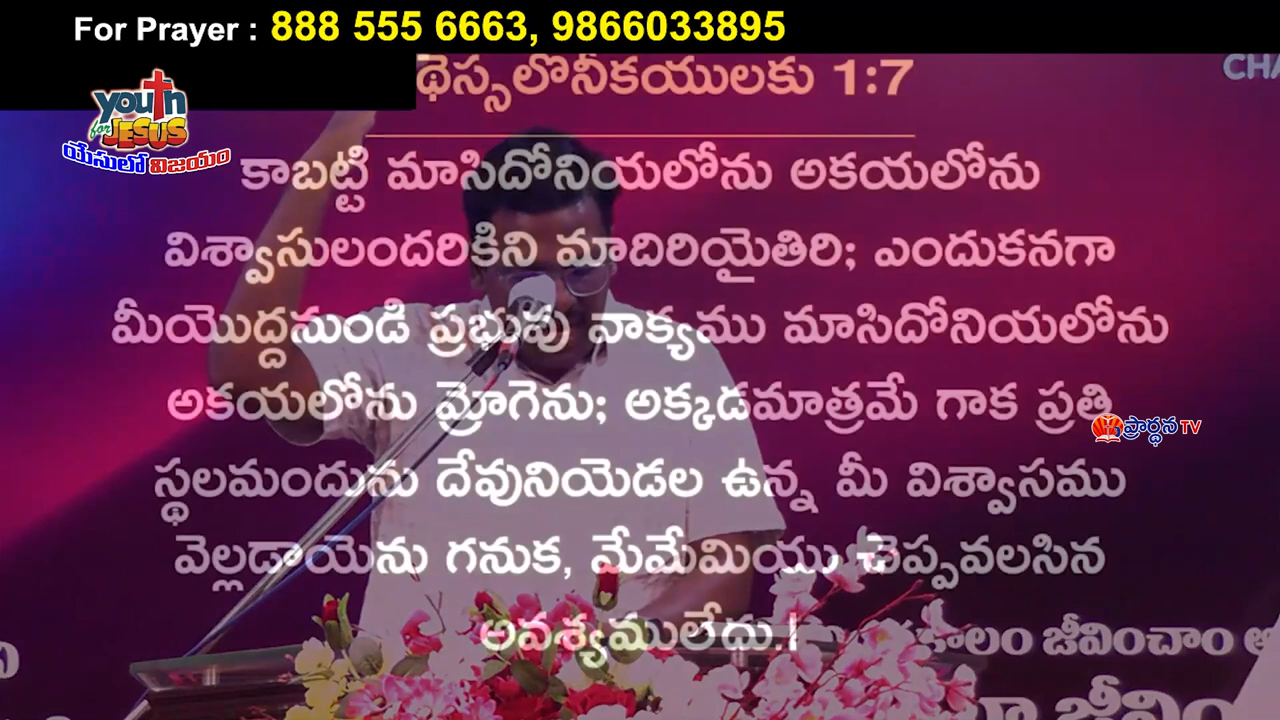 For Prayer : 888 555 6663, 9866033895
CHA
youth
for JESUS
యేసులో విజయం
థెస్సలొనీకయులకు 1:7
కాబట్టి మాసిదోనియలోను అకయలోను
విశ్వాసులందరికిని మాదిరియైతిరి; ఎందుకనగా
మీయొద్దనుండి ప్రభువు వాక్యము మాసిదోనియలోను
అకయలోను మ్రోగెను; అక్కడమాత్రమే గాక ప్రతి
ప్రార్థన TV
స్థలమందును దేవునియెడల ఉన్న మీ విశ్వాసము
వెల్లడాయెను గనుక, మేమేమియు చెప్పవలసిన
అవశ్యములేదు.!
కాలం జీవించాం